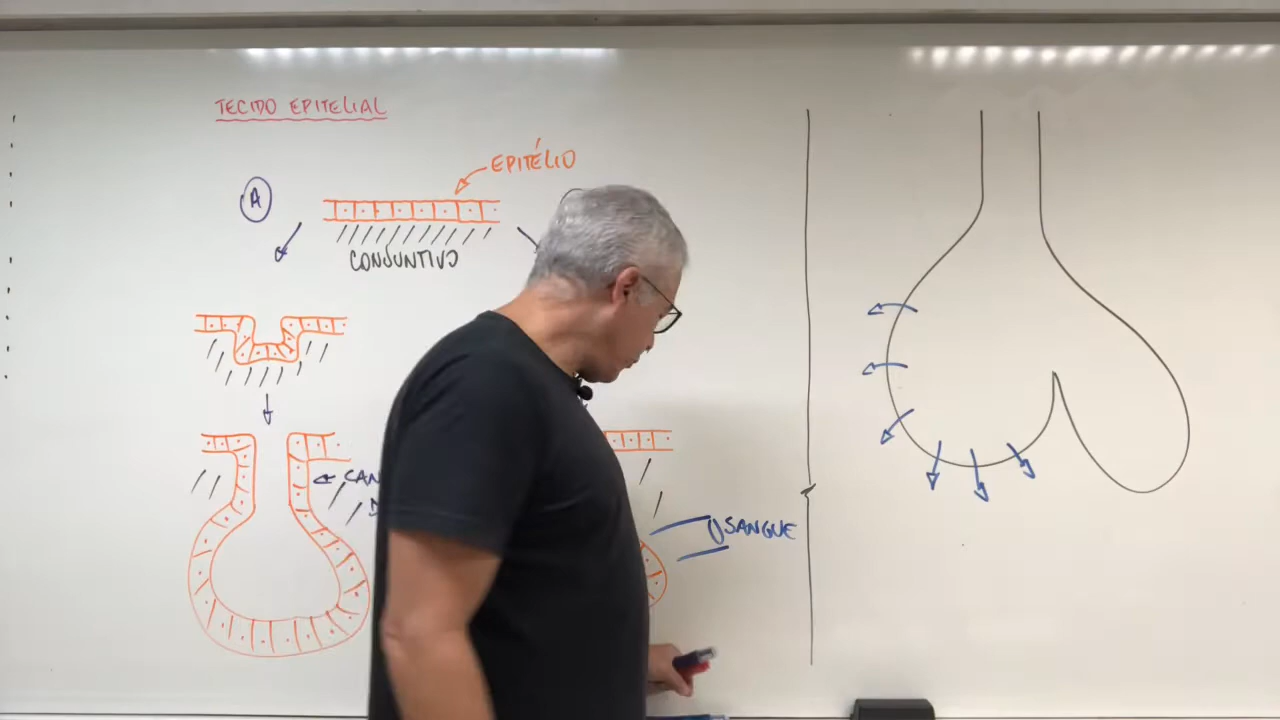 TECIDO EPITELIAL
EPITÉLIO
A
CONJUNTIVO
SANGUE